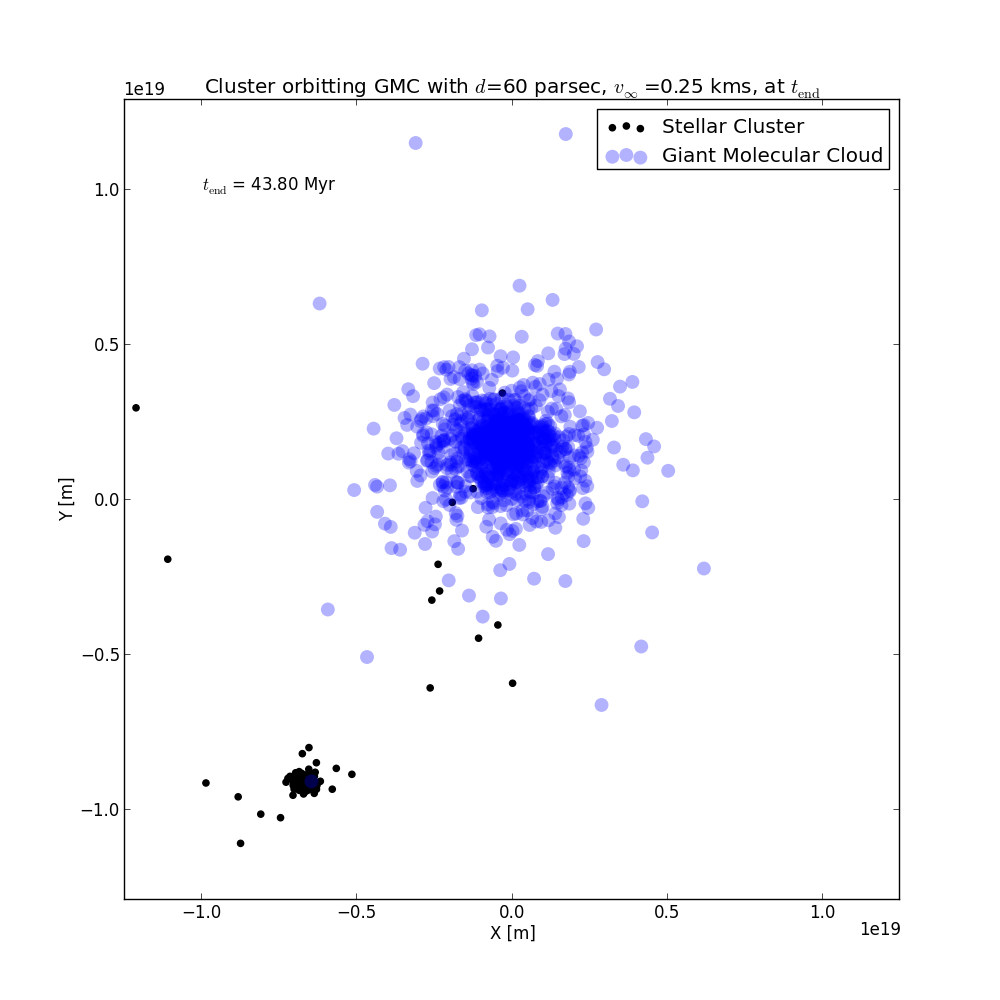 Cluster orbitting GMC with d=60 parsec, v∞ =0.25 kms, at t_end
1e19
Stellar Cluster
Giant Molecular Cloud
t_end = 43.80 Myr
1.0
0.5
0.0
−0.5
−1.0
Y [m]
−1.0 −0.5 0.0 0.5 1.0
X [m]
1e19